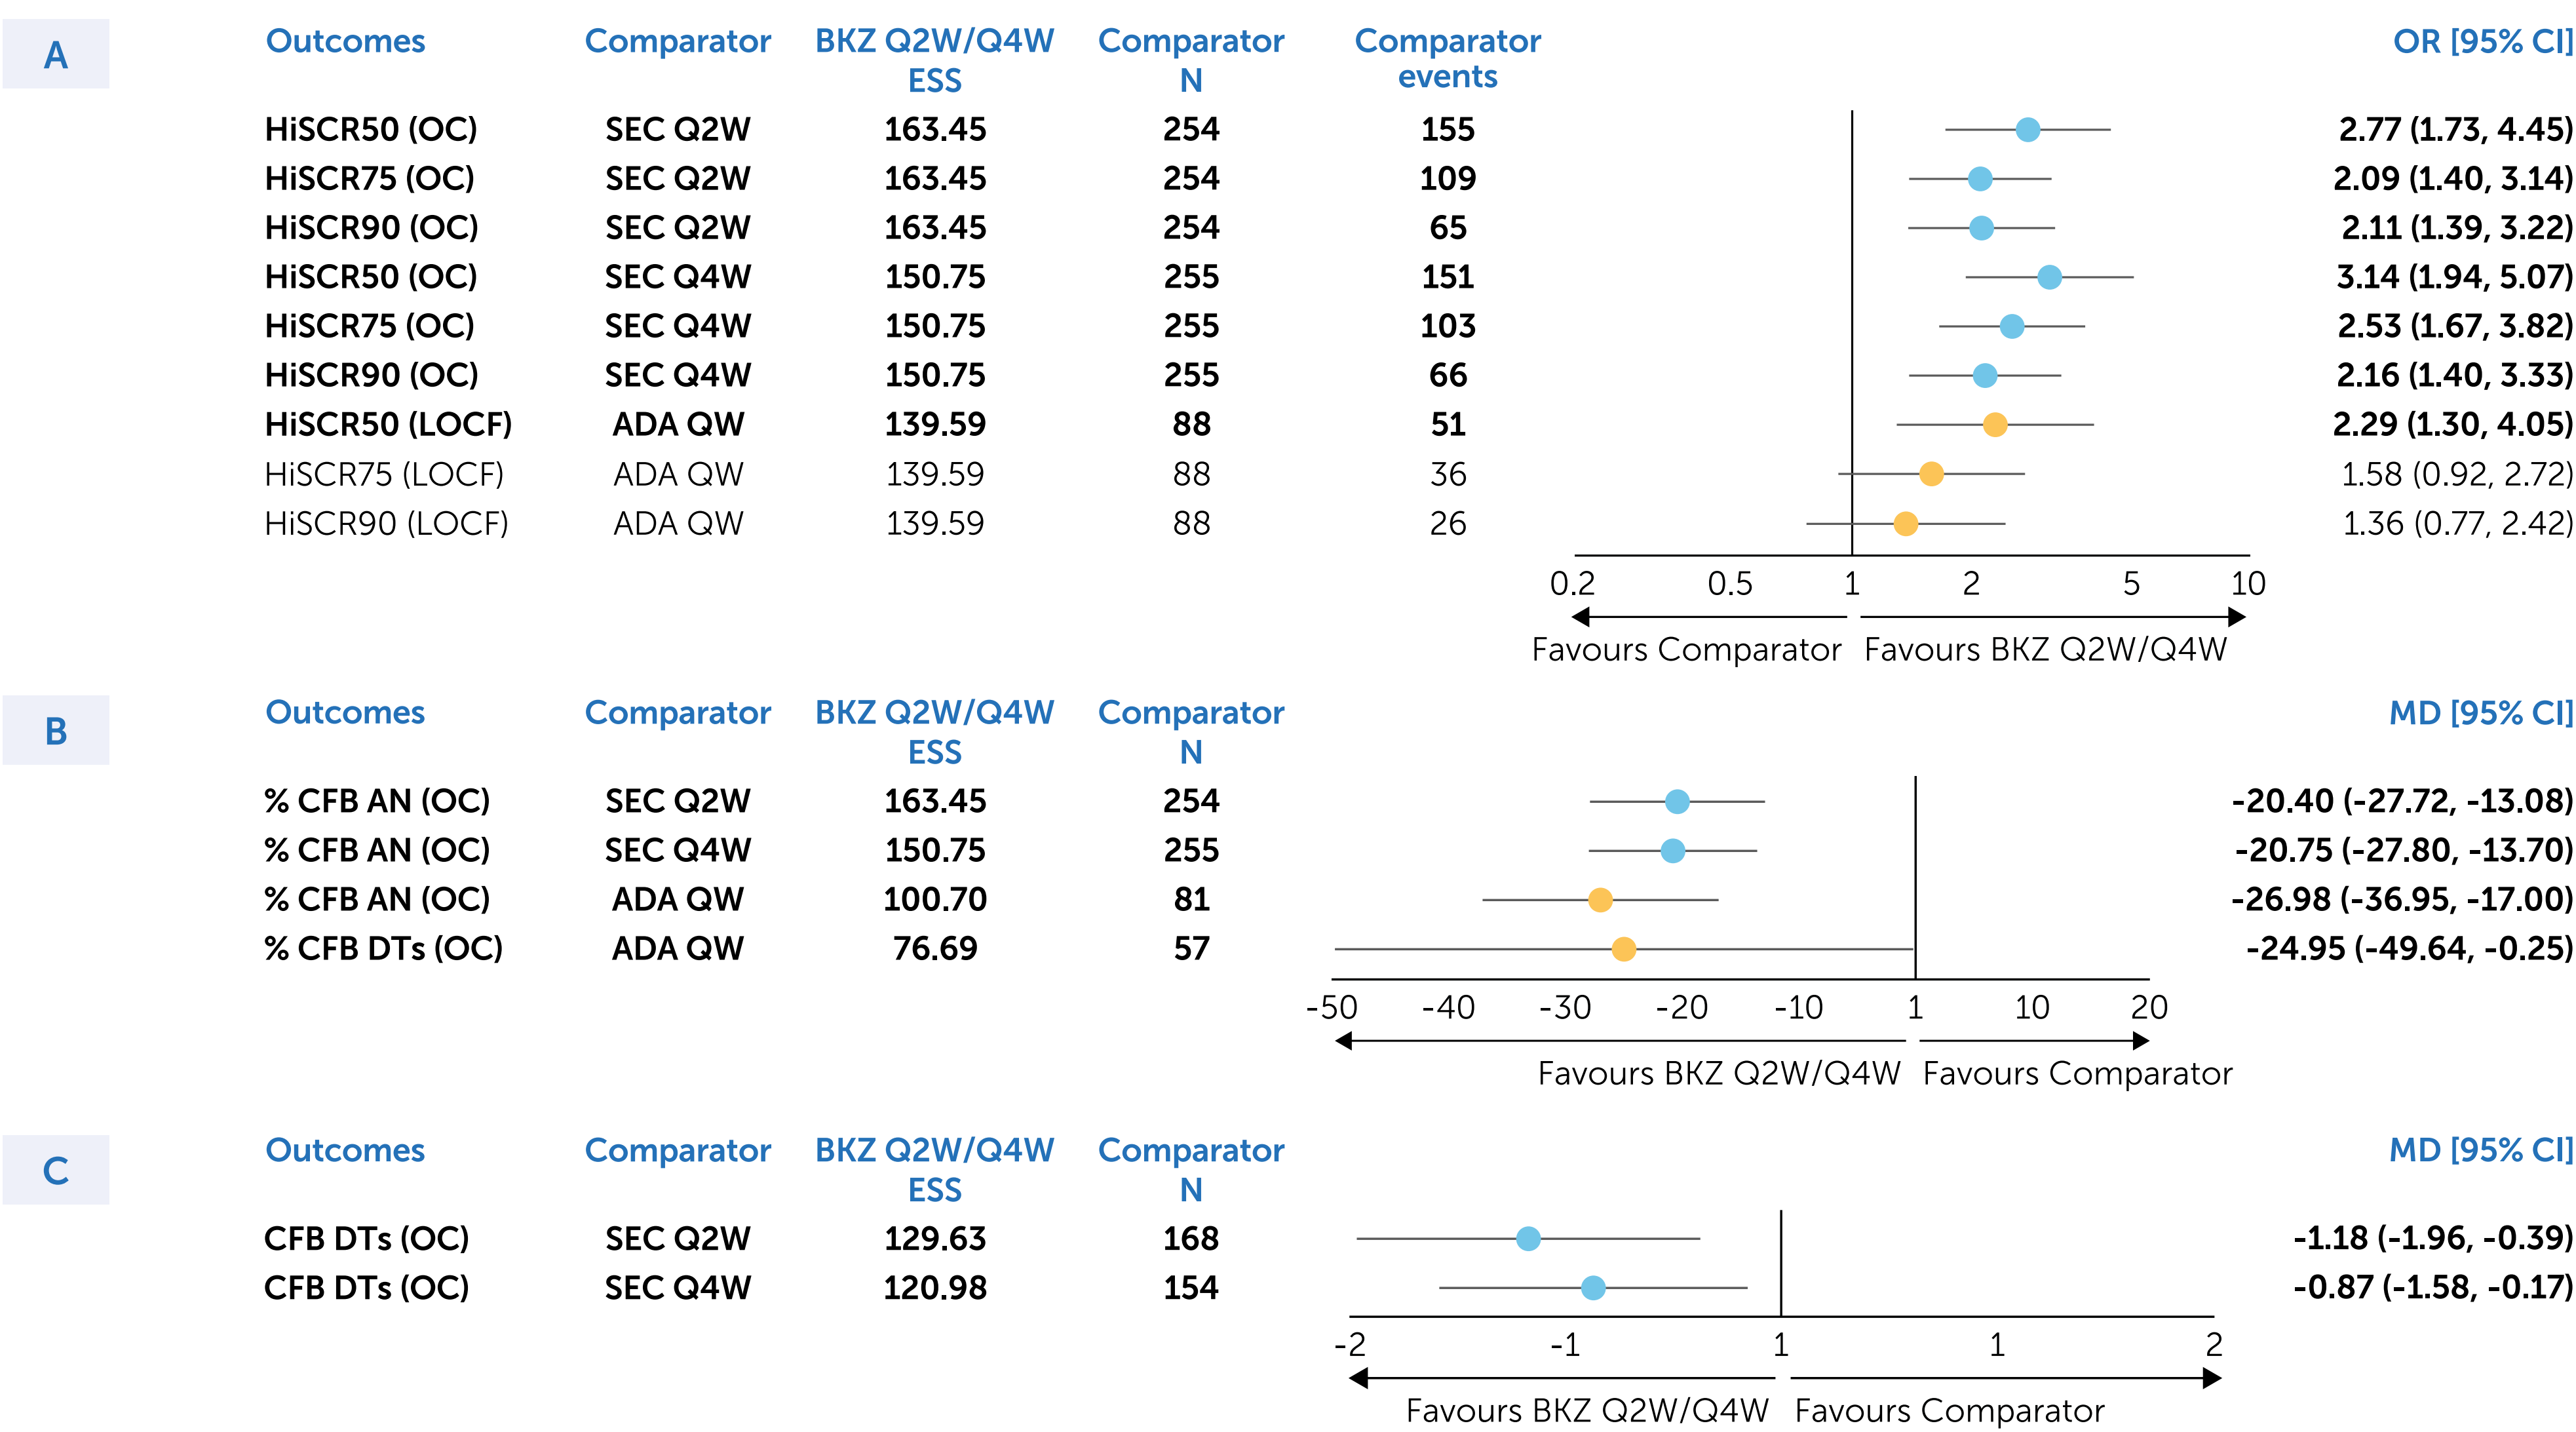 A
Outcomes Comparator BKZ Q2W/Q4W ESS Comparator N Comparator events OR [95% CI]
HiSCR50 (OC) SEC Q2W 163.45 254 155 2.77 (1.73, 4.45)
HiSCR75 (OC) SEC Q2W 163.45 254 109 2.09 (1.40, 3.14)
HiSCR90 (OC) SEC Q2W 163.45 254 65 2.11 (1.39, 3.22)
HiSCR50 (OC) SEC Q4W 150.75 255 151 3.14 (1.94, 5.07)
HiSCR75 (OC) SEC Q4W 150.75 255 103 2.53 (1.67, 3.82)
HiSCR90 (OC) SEC Q4W 150.75 255 66 2.16 (1.40, 3.33)
HiSCR50 (LOCF) ADA QW 139.59 88 51 2.29 (1.30, 4.05)
HiSCR75 (LOCF) ADA QW 139.59 88 36 1.58 (0.92, 2.72)
HiSCR90 (LOCF) ADA QW 139.59 88 26 1.36 (0.77, 2.42)
0.2 0.5 1 2 5 10
Favours Comparator Favours BKZ Q2W/Q4W
B
Outcomes Comparator BKZ Q2W/Q4W ESS Comparator N MD [95% CI]
% CFB AN (OC) SEC Q2W 163.45 254 -20.40 (-27.72, -13.08)
% CFB AN (OC) SEC Q4W 150.75 255 -20.75 (-27.80, -13.70)
% CFB AN (OC) ADA QW 100.70 81 -26.98 (-36.95, -17.00)
% CFB DTs (OC) ADA QW 76.69 57 -24.95 (-49.64, -0.25)
-50 -40 -30 -20 -10 1 10 20
Favours BKZ Q2W/Q4W Favours Comparator
C
Outcomes Comparator BKZ Q2W/Q4W ESS Comparator N MD [95% CI]
CFB DTs (OC) SEC Q2W 129.63 168 -1.18 (-1.96, -0.39)
CFB DTs (OC) SEC Q4W 120.98 154 -0.87 (-1.58, -0.17)
-2 -1 1 1 2
Favours BKZ Q2W/Q4W Favours Comparator